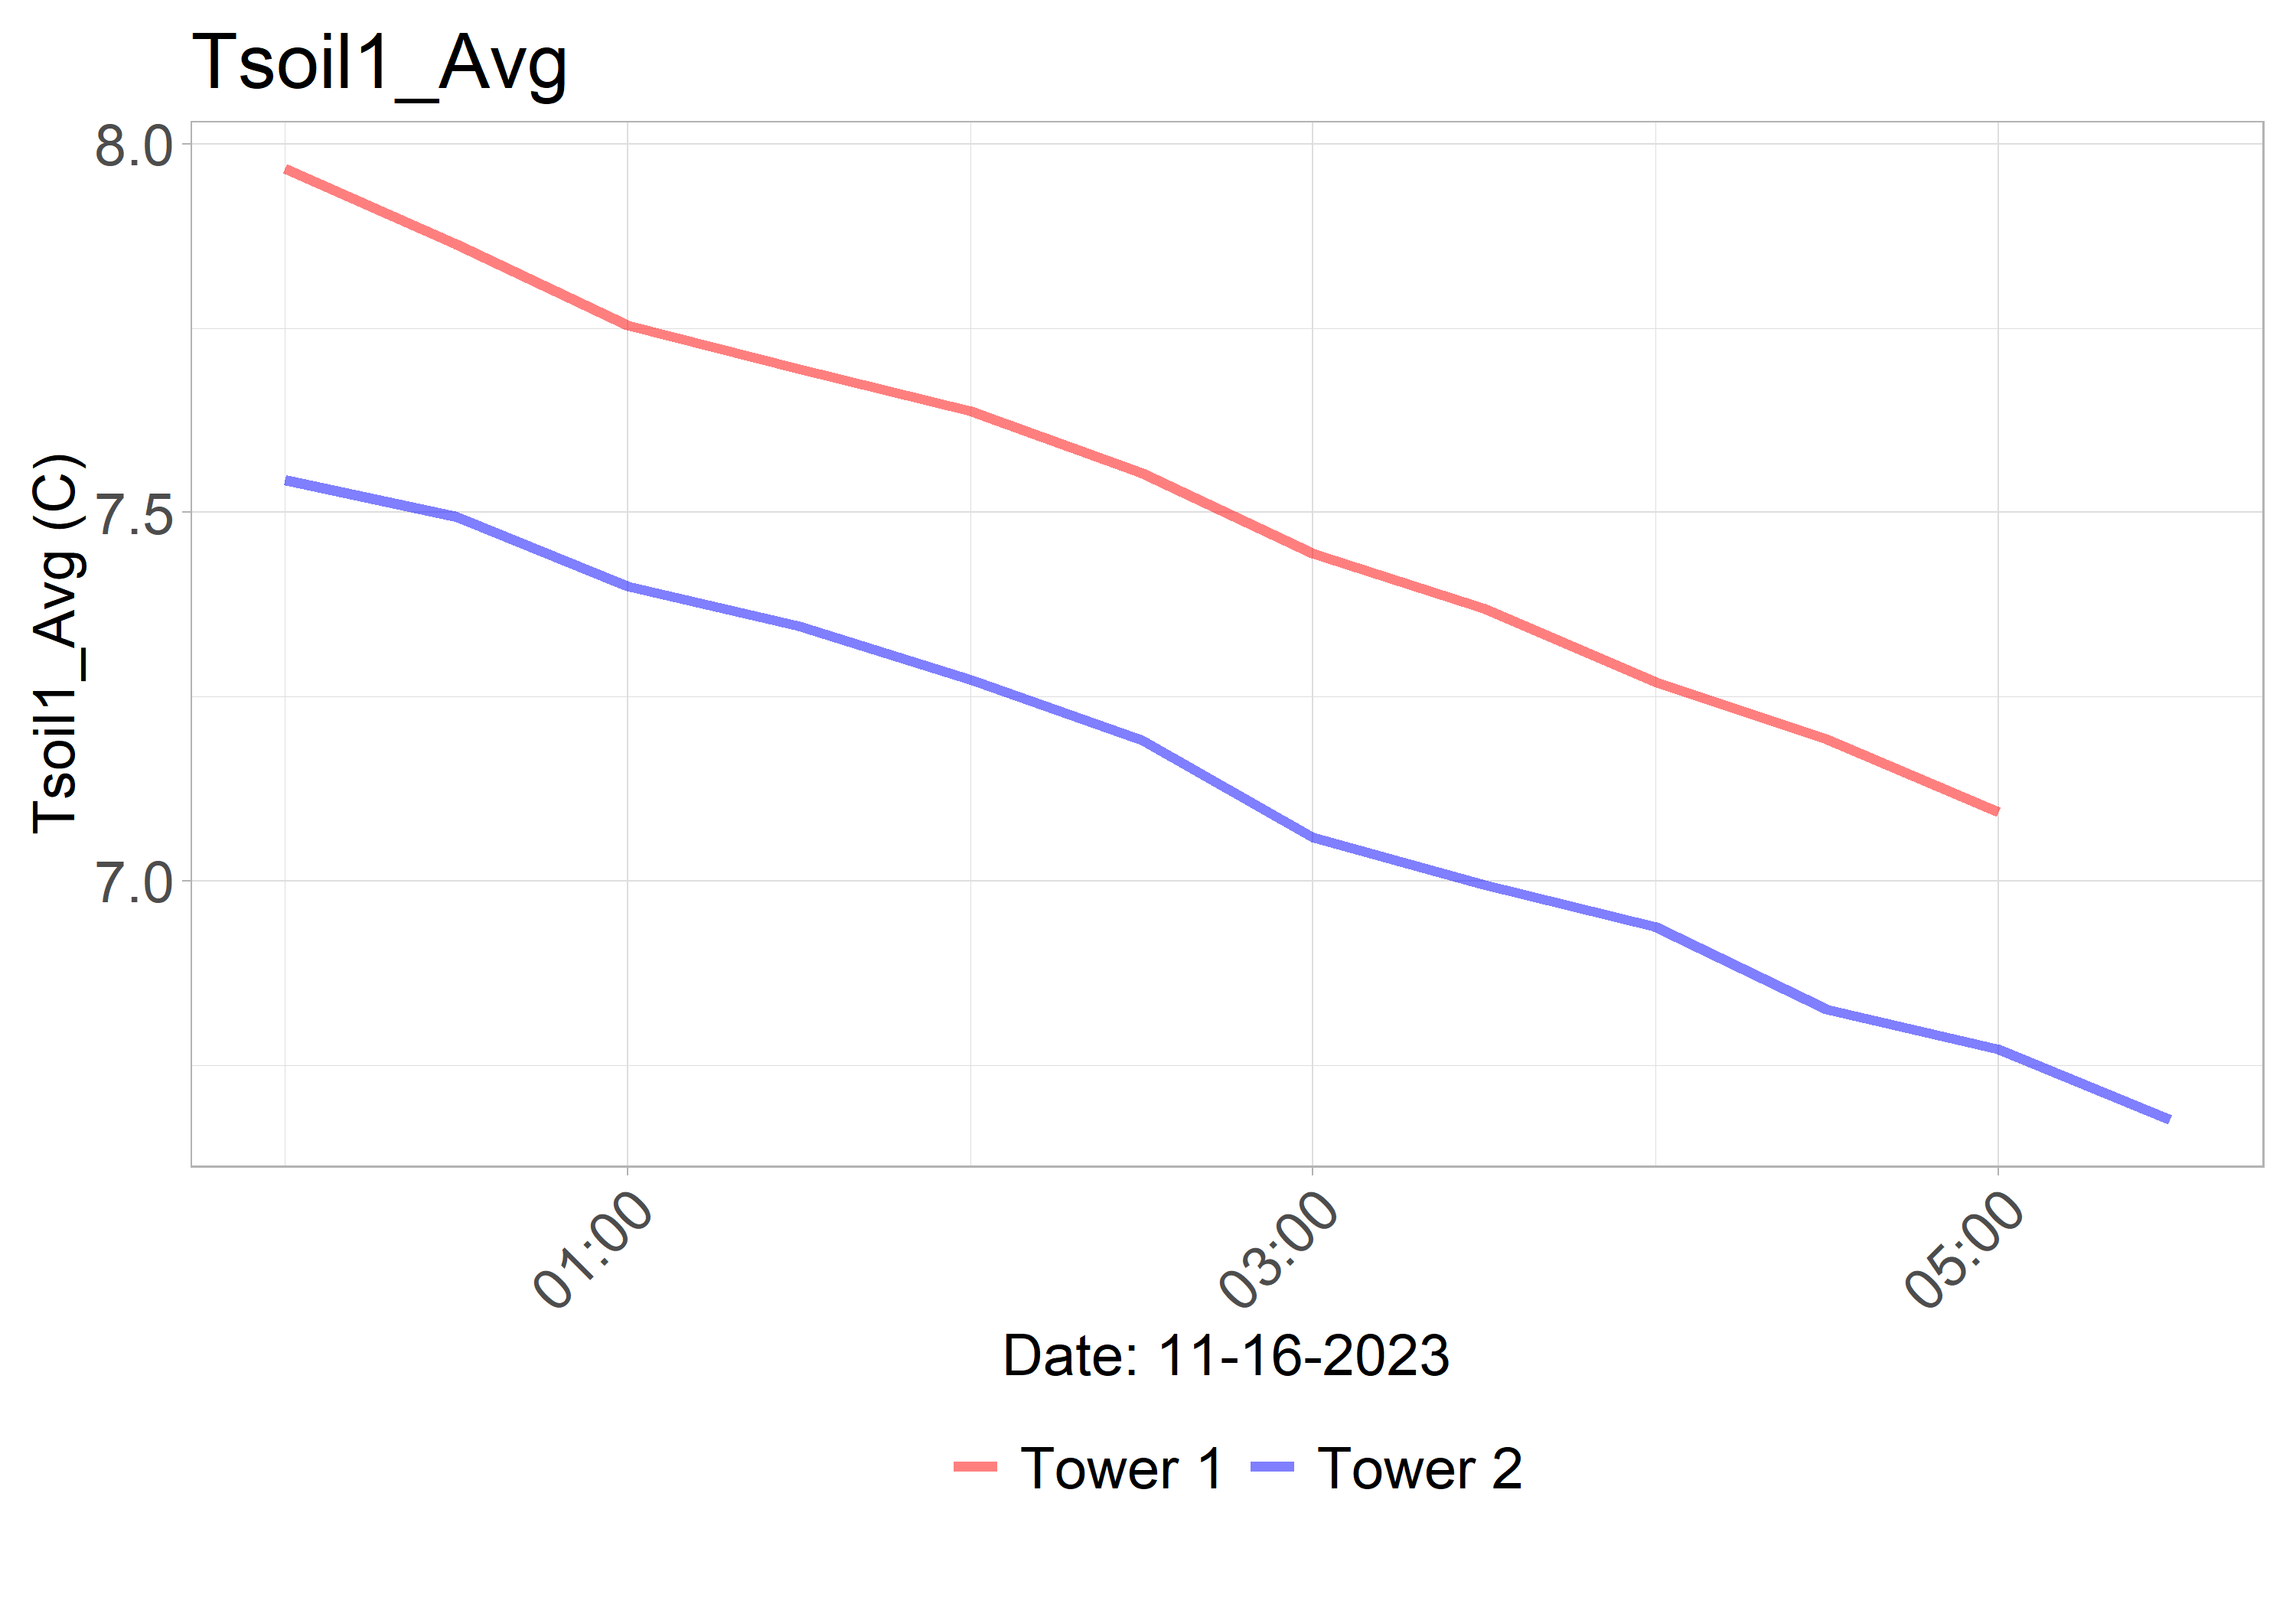 Tsoil1_Avg
Tsoil1_Avg (C)
8.0
7.5
7.0
01:00
03:00
05:00
Date: 11-16-2023
Tower 1
Tower 2